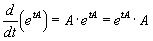 d/dt (e^{tA}) = A · e^{tA} = e^{tA} · A